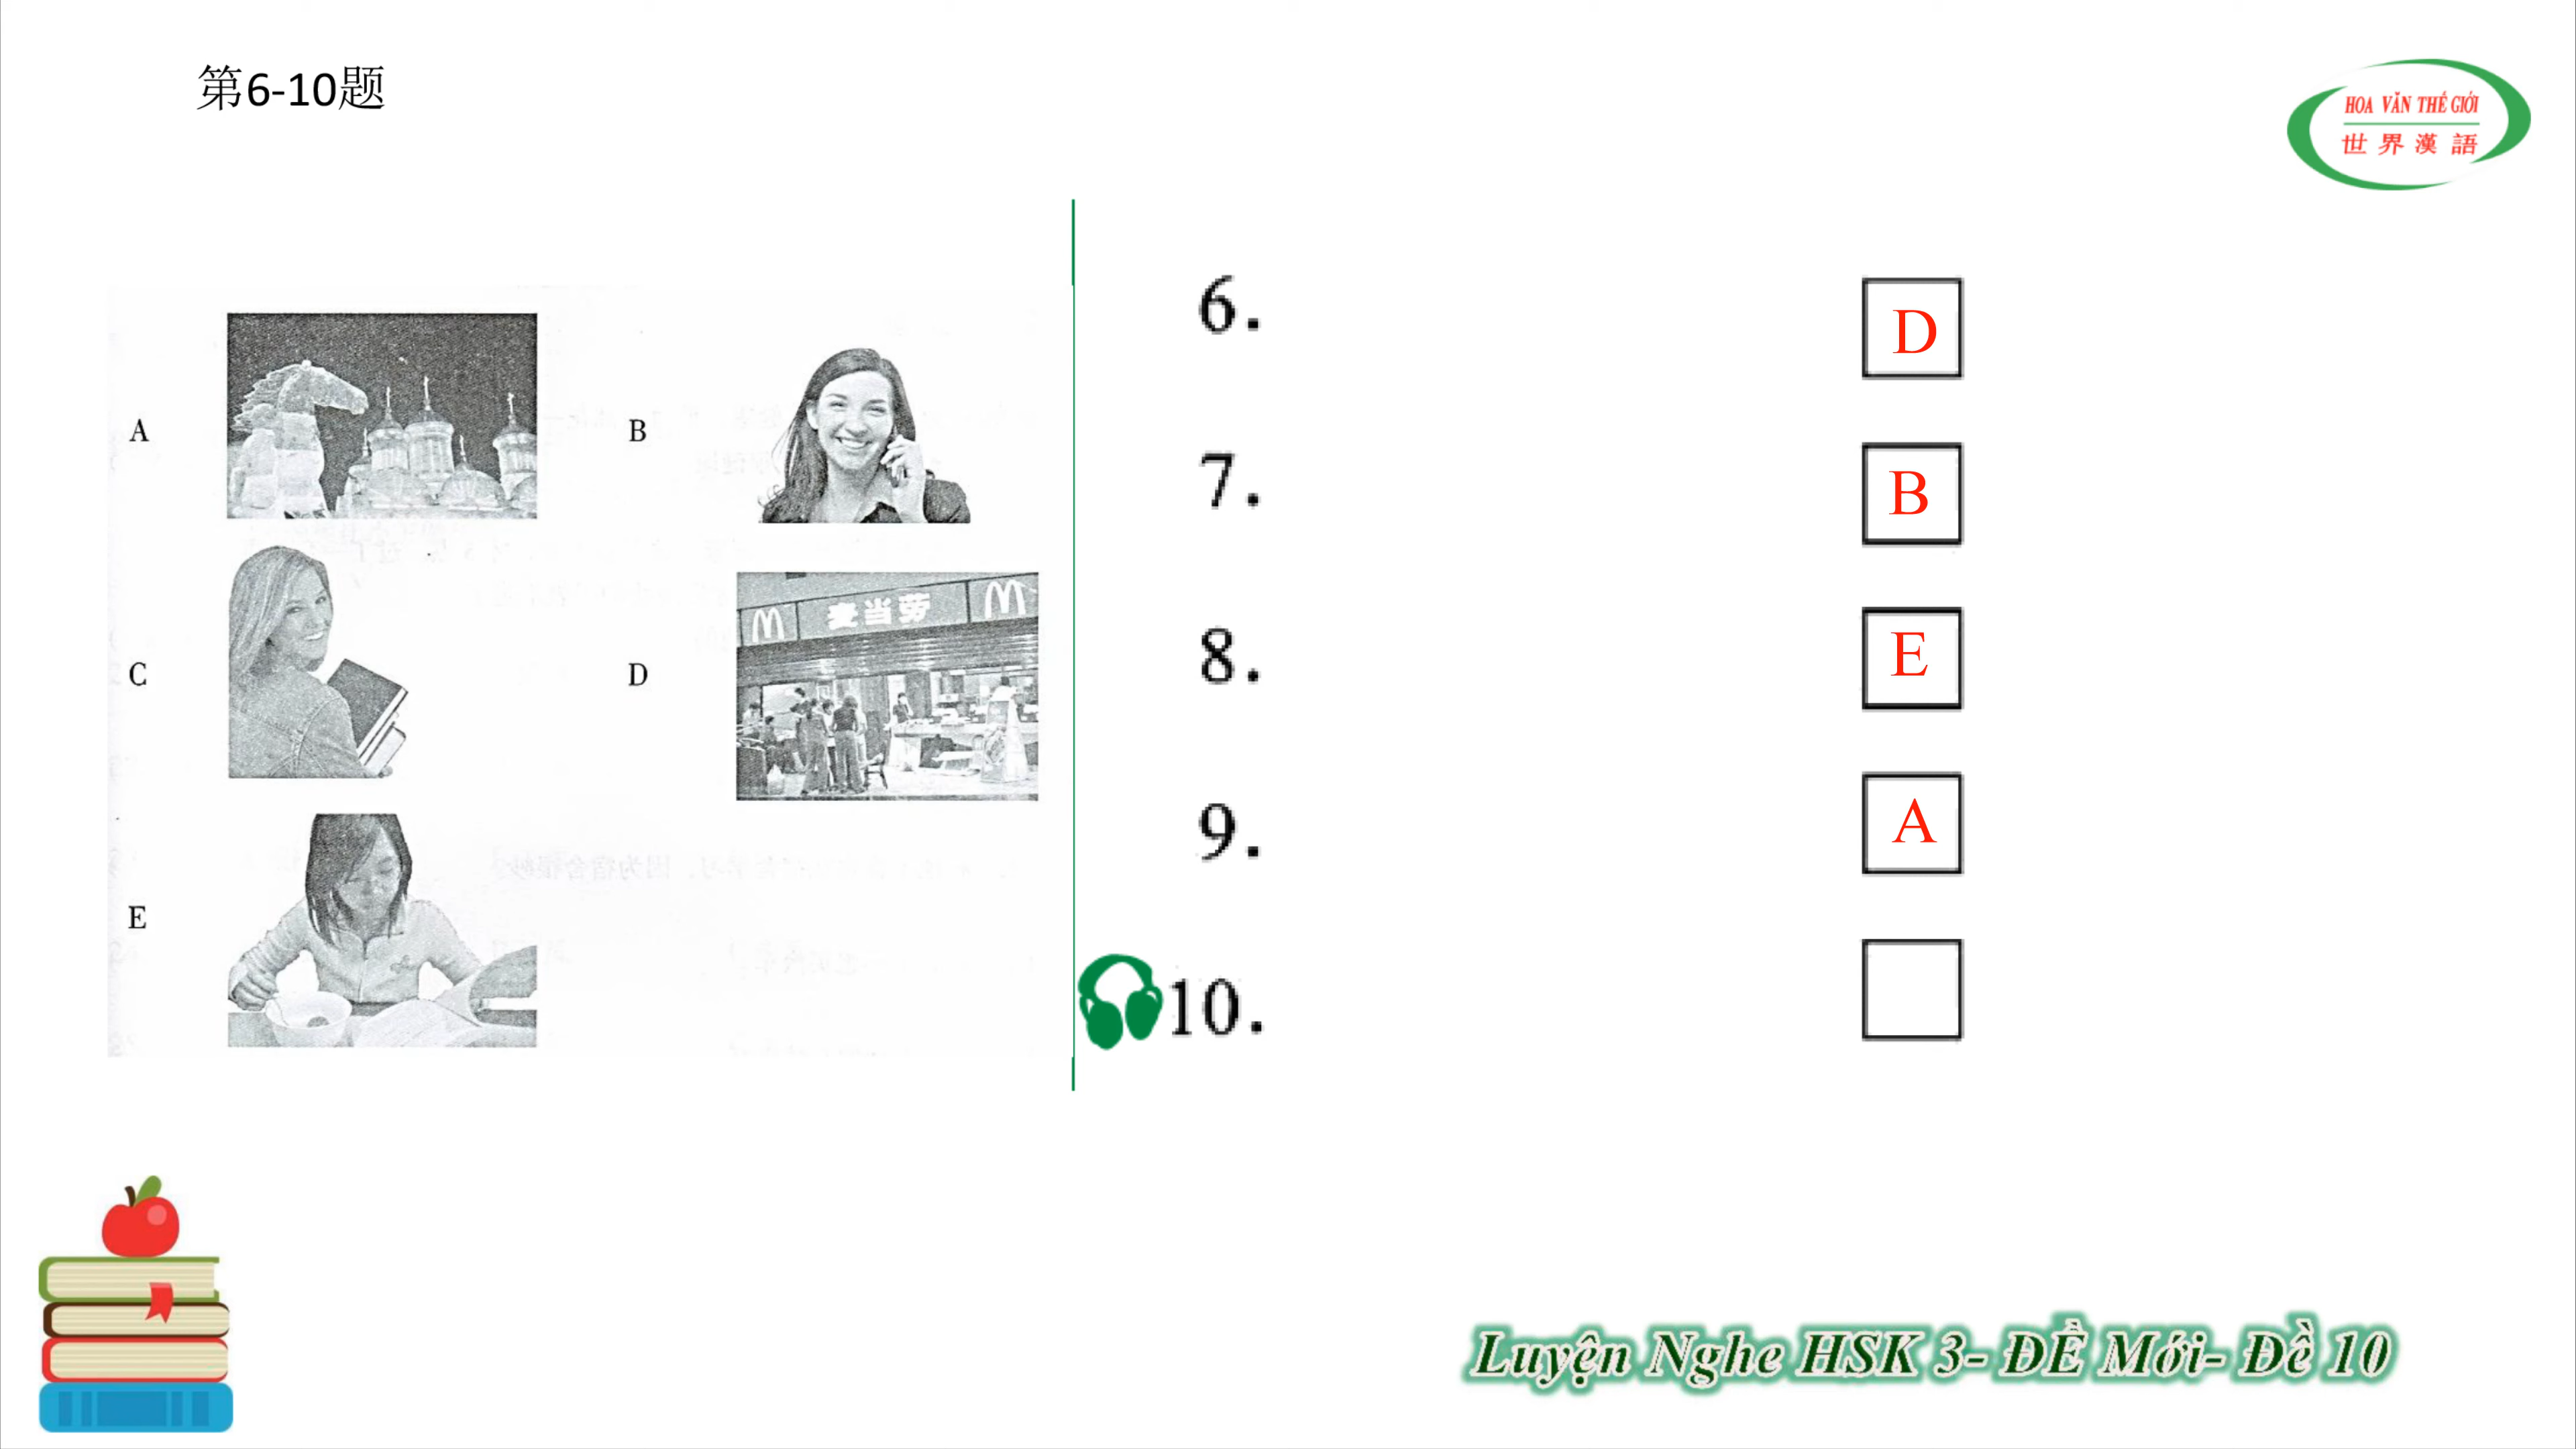 第6-10题
HOA VĂN THẾ GIỚI
世界漢語
A
B
C
D
麦当劳
E
6.
D
7.
B
8.
E
9.
A
10.
Luyện Nghe HSK 3- ĐỀ Mới- Đề 10